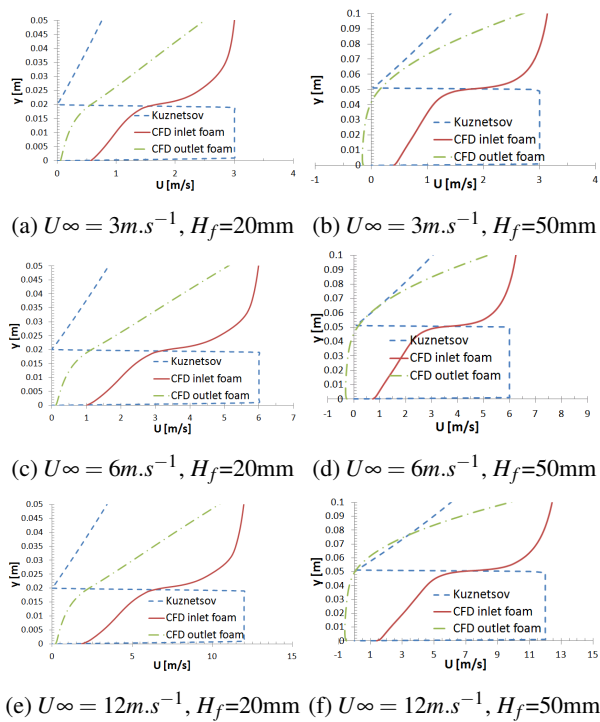 0.05
0.045
0.04
0.035
0.03
0.025
0.02
0.015
0.01
0.005
0
y [m]
Kuznetsov
CFD inlet foam
CFD outlet foam
0 1 2 3 4
U [m/s]
0.1
0.09
0.08
0.07
0.06
0.05
0.04
0.03
0.02
0.01
0
y [m]
Kuznetsov
CFD inlet foam
CFD outlet foam
-1 0 1 2 3 4
U [m/s]
(a) U∞ = 3m.s⁻¹, H_f=20mm (b) U∞ = 3m.s⁻¹, H_f=50mm
0.05
0.045
0.04
0.035
0.03
0.025
0.02
0.015
0.01
0.005
0
y [m]
Kuznetsov
CFD inlet foam
CFD outlet foam
0 1 2 3 4 5 6 7
U [m/s]
0.1
0.09
0.08
0.07
0.06
0.05
0.04
0.03
0.02
0.01
0
y [m]
Kuznetsov
CFD inlet foam
CFD outlet foam
-1 0 1 2 3 4 5 6 7 8 9
U [m/s]
(c) U∞ = 6m.s⁻¹, H_f=20mm (d) U∞ = 6m.s⁻¹, H_f=50mm
0.05
0.045
0.04
0.035
0.03
0.025
0.02
0.015
0.01
0.005
0
y [m]
Kuznetsov
CFD inlet foam
CFD outlet foam
0 5 10 15
U [m/s]
0.1
0.09
0.08
0.07
0.06
0.05
0.04
0.03
0.02
0.01
0
y [m]
Kuznetsov
CFD inlet foam
CFD outlet foam
-1 1 3 5 7 9 11 13 15
U [m/s]
(e) U∞ = 12m.s⁻¹, H_f=20mm (f) U∞ = 12m.s⁻¹, H_f=50mm